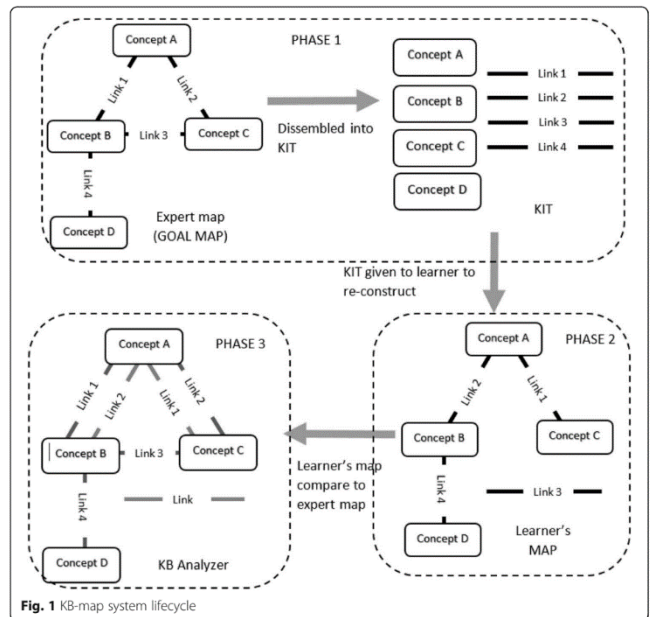 PHASE 1
Concept A
Link 1
Link 2
Concept B
Link 3
Concept C
Link 4
Concept D
Expert map
(GOAL MAP)
Dissembled into
KIT
Concept A
Concept B
Concept C
Concept D
Link 1
Link 2
Link 3
Link 4
KIT
KIT given to learner to
re-construct
PHASE 2
Concept A
Link 2
Link 1
Concept B
Concept C
Link 4
Link 3
Concept D
Learner's
MAP
Learner's map
compare to
expert map
PHASE 3
Concept A
Link 1
Link 2
Link 1
Link 2
Concept B
Link 3
Concept C
Link 4
Link
Concept D
KB Analyzer
Fig. 1 KB-map system lifecycle